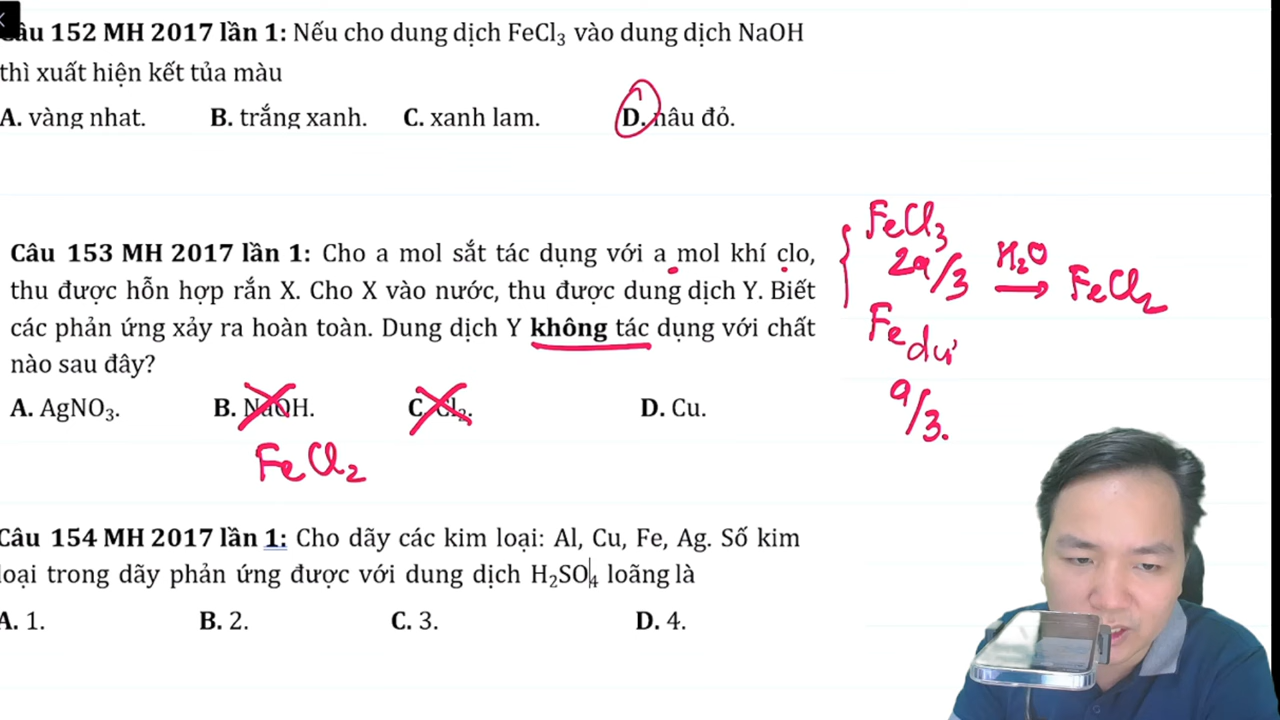 Câu 152 MH 2017 lần 1: Nếu cho dung dịch FeCl₃ vào dung dịch NaOH
thì xuất hiện kết tủa màu
A. vàng nhat. B. trắng xanh. C. xanh lam. D. nâu đỏ.
Câu 153 MH 2017 lần 1: Cho a mol sắt tác dụng với a mol khí clo,
thu được hỗn hợp rắn X. Cho X vào nước, thu được dung dịch Y. Biết
các phản ứng xảy ra hoàn toàn. Dung dịch Y không tác dụng với chất
nào sau đây?
A. AgNO₃. B. NaOH. C. Cl₂. D. Cu.
FeCl₂
FeCl₃
2a/3 H₂O → FeCl₂
Fe dư
a/3.
Câu 154 MH 2017 lần 1: Cho dãy các kim loại: Al, Cu, Fe, Ag. Số kim
loại trong dãy phản ứng được với dung dịch H₂SO₄ loãng là
A. 1. B. 2. C. 3. D. 4.